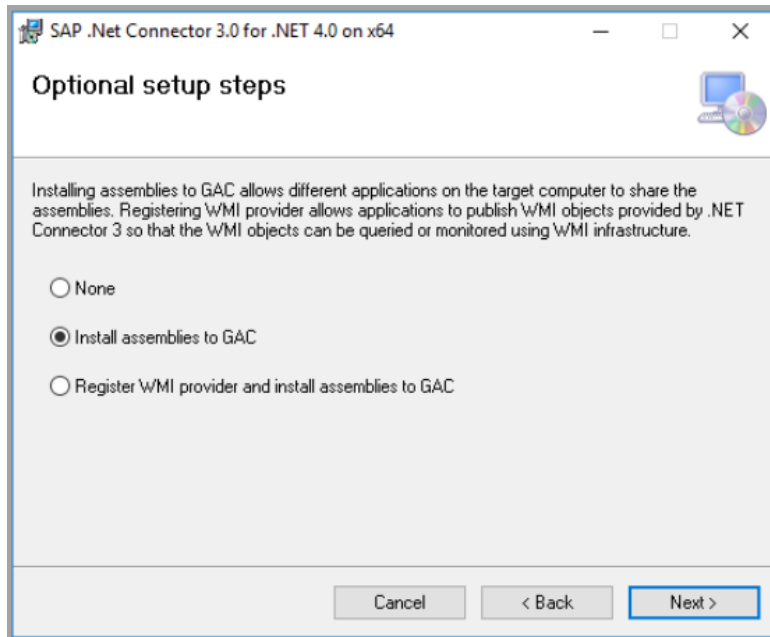 SAP .Net Connector 3.0 for .NET 4.0 on x64
Optional setup steps
Installing assemblies to GAC allows different applications on the target computer to share the
assemblies. Registering WMI provider allows applications to publish WMI objects provided by .NET
Connector 3 so that the WMI objects can be queried or monitored using WMI infrastructure.
None
Install assemblies to GAC
Register WMI provider and install assemblies to GAC
Cancel
< Back
Next >